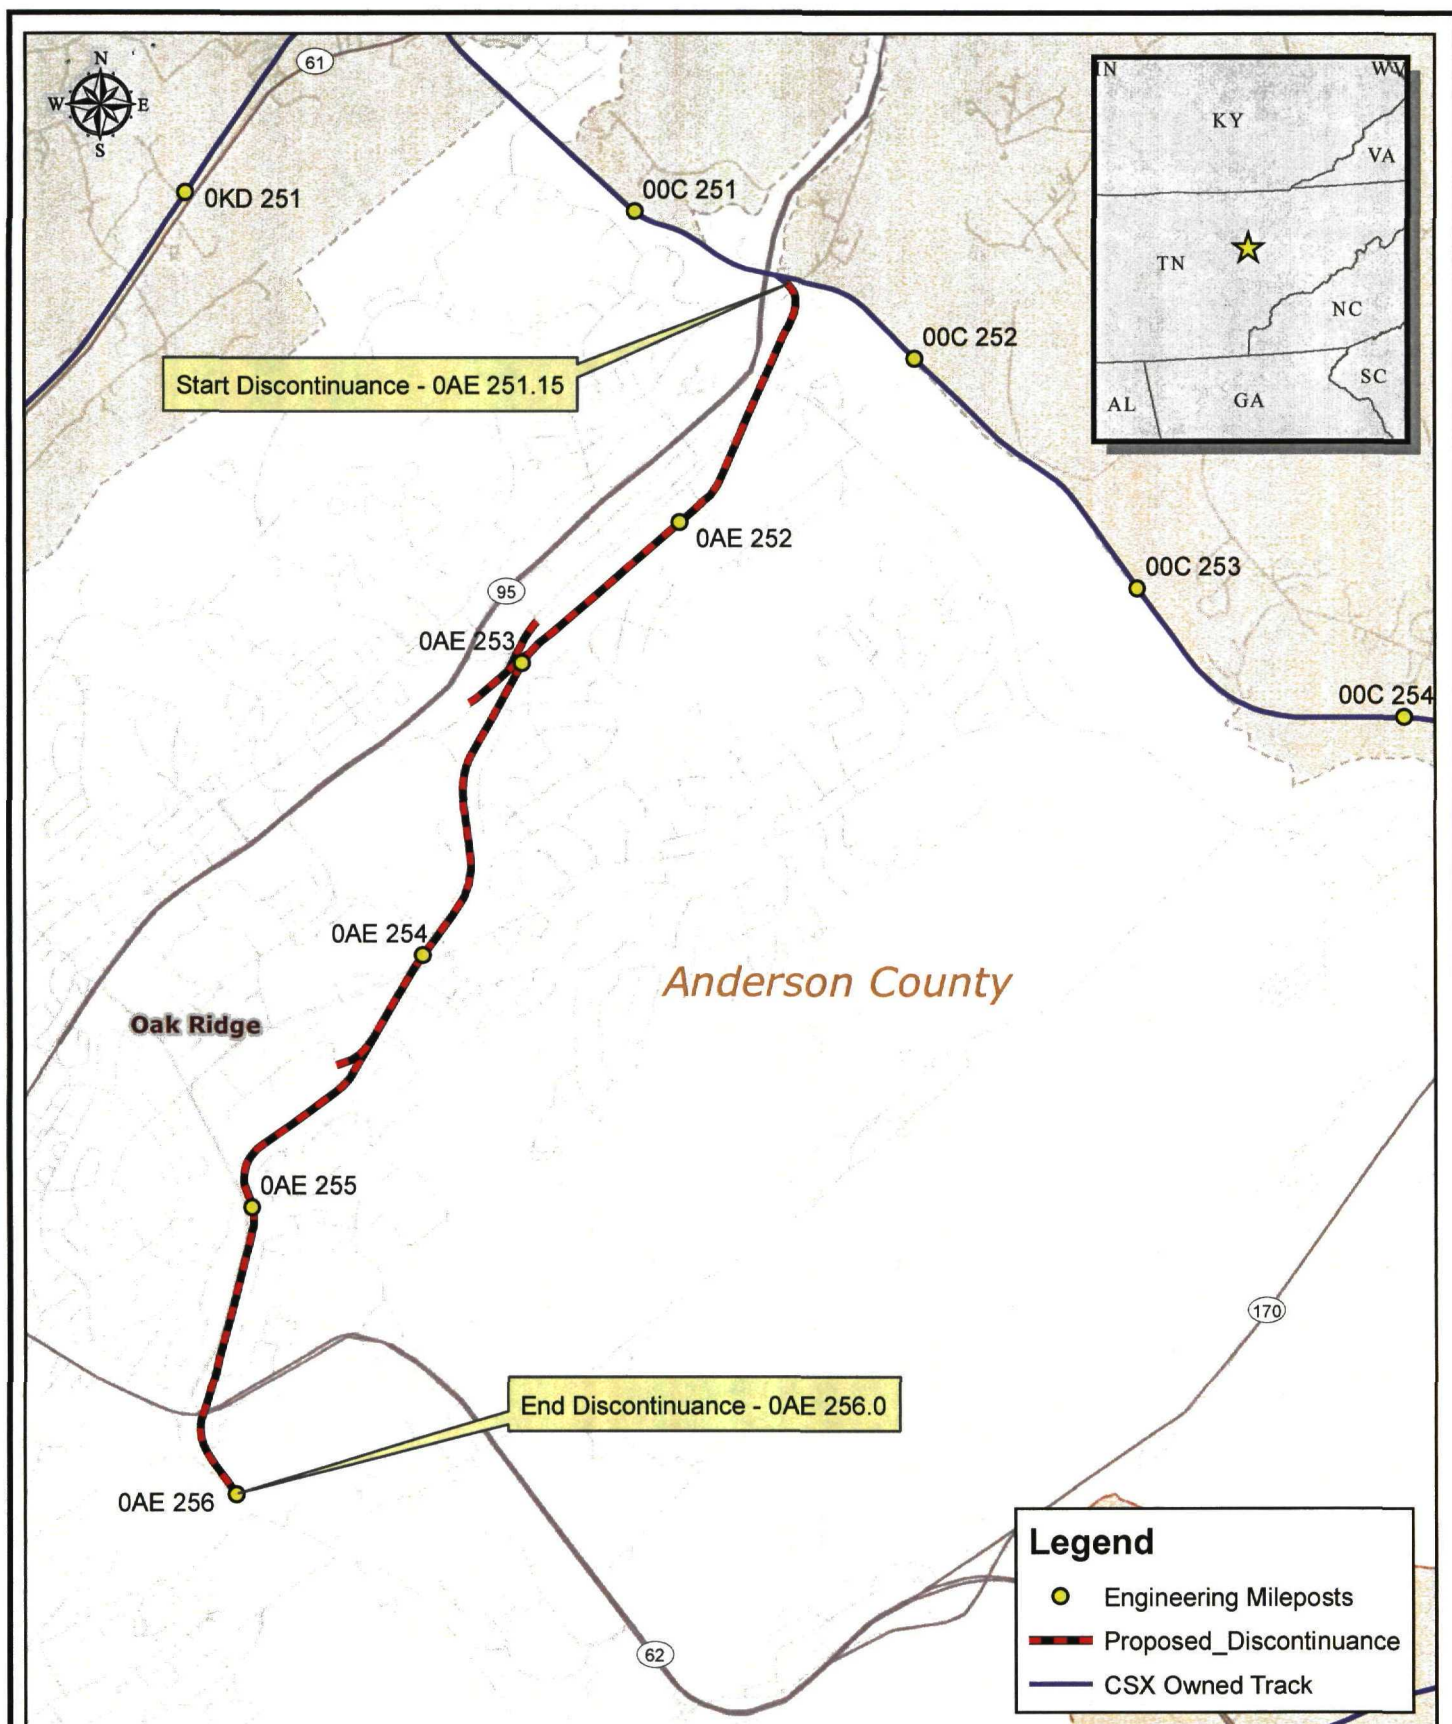 N
W E
S
61
IN
WV
KY
VA
TN
NC
SC
AL
GA
0KD 251
00C 251
00C 252
Start Discontinuance - 0AE 251.15
0AE 252
00C 253
95
0AE 253
00C 254
0AE 254
Anderson County
Oak Ridge
0AE 255
170
End Discontinuance - 0AE 256.0
0AE 256
62
Legend
Engineering Mileposts
Proposed_Discontinuance
CSX Owned Track